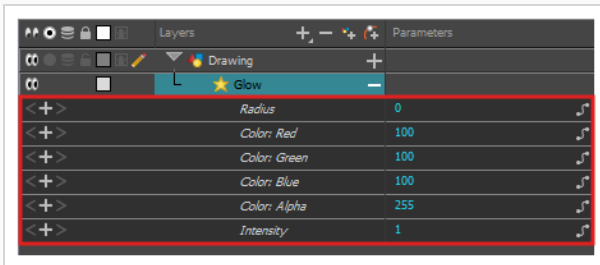 Layers Parameters
Drawing
Glow
Radius 0
Color: Red 100
Color: Green 100
Color: Blue 100
Color: Alpha 255
Intensity 1